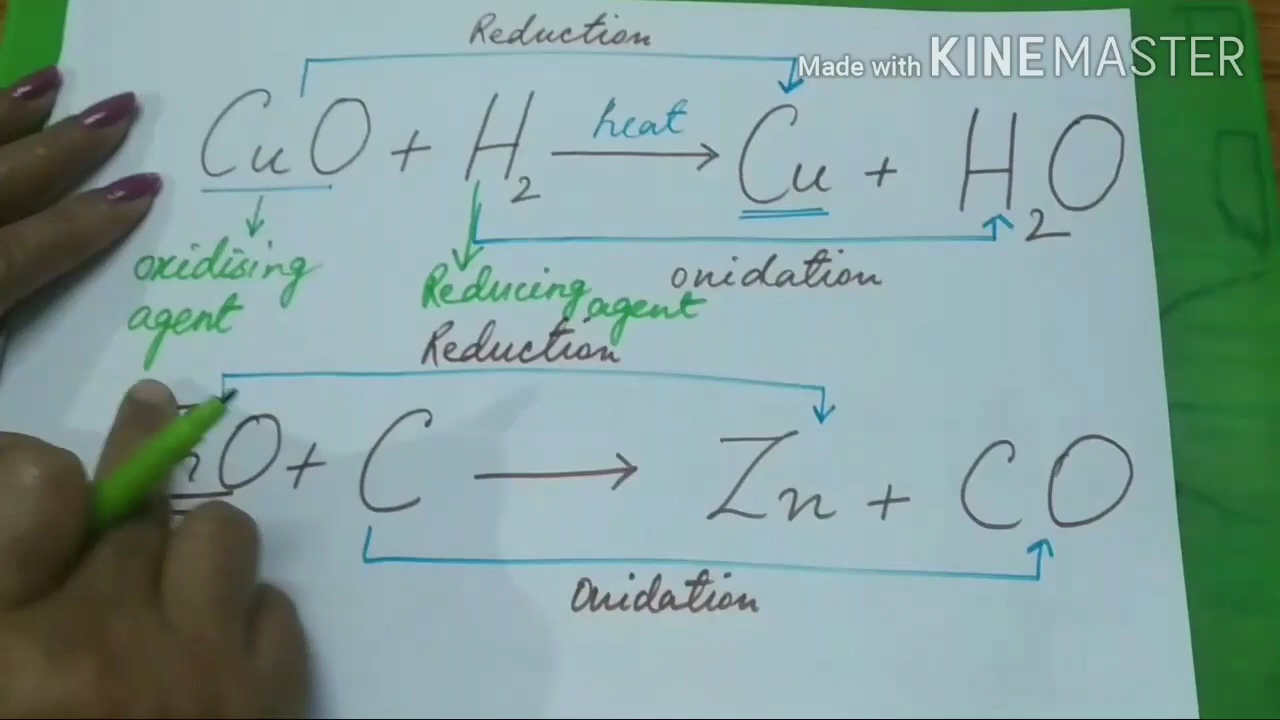 Reduction
Made with KINEMASTER
CuO + H2 heat → Cu + H2O
oxidising agent
Reducing agent
onidation
Reduction
O + C → Zn + CO
Onidation